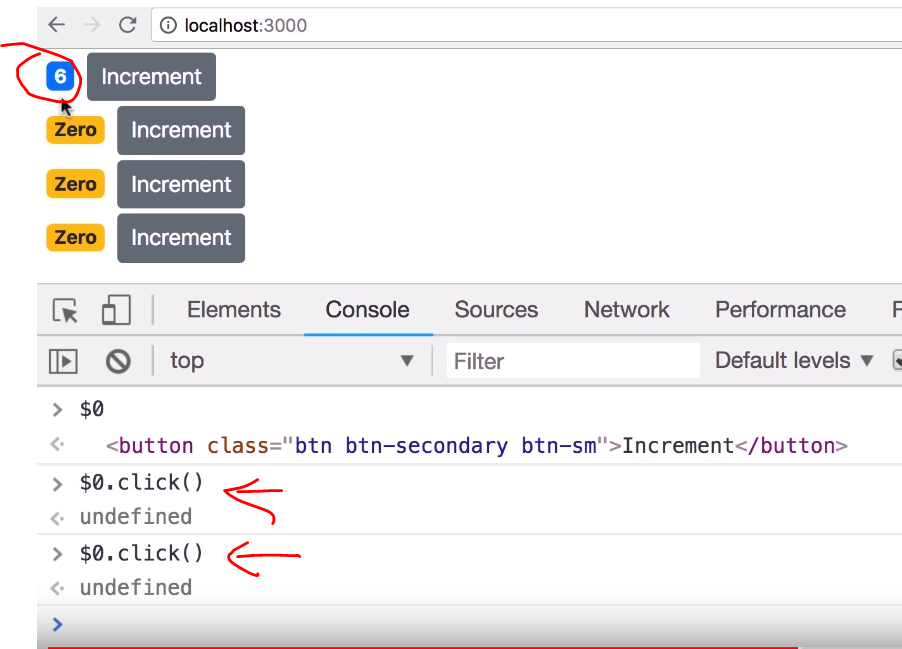 localhost:3000
6 Increment
Zero Increment
Zero Increment
Zero Increment
Elements Console Sources Network Performance
top Filter Default levels
> $0
<button class="btn btn-secondary btn-sm">Increment</button>
> $0.click()
undefined
> $0.click()
undefined
>